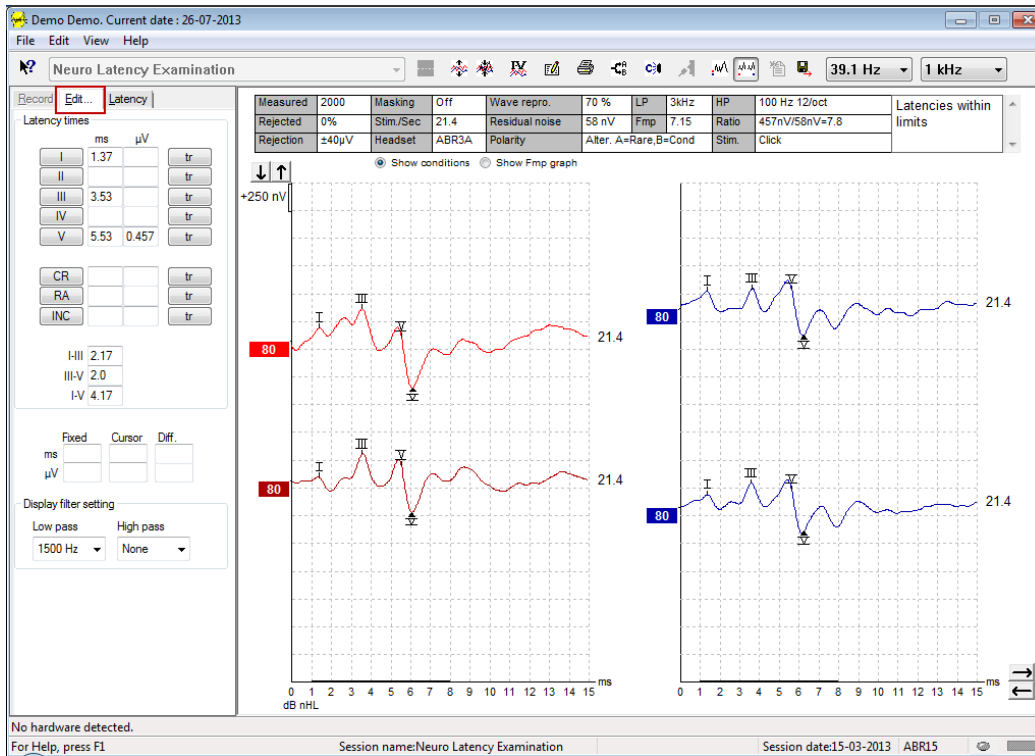 Demo Demo. Current date : 26-07-2013
File Edit View Help
Neuro Latency Examination 39.1 Hz 1 kHz
Record Edit... Latency
Measured 2000 Masking Off Wave repro. 70 % LP 3kHz HP 100 Hz 12/oct Latencies within
Rejected 0% Stim./Sec 21.4 Residual noise 58 nV Fmp 7.15 Ratio 457nV/58nV=7.8 limits
Rejection ±40µV Headset ABR3A Polarity Alter. A=Rare,B=Cond Stim. Click
Show conditions Show Fmp graph
Latency times
ms µV
I 1.37 tr
II tr
III 3.53 tr
IV tr
V 5.53 0.457 tr
CR tr
RA tr
INC tr
I-III 2.17
III-V 2.0
I-V 4.17
Fixed Cursor Diff.
ms
µV
Display filter setting
Low pass High pass
1500 Hz None
+250 nV
I III V
80 21.4
V
I III V
80 21.4
V
0 1 2 3 4 5 6 7 8 9 10 11 12 13 14 15 ms
dB nHL
I III V
80 21.4
V
I III V
80 21.4
V
0 1 2 3 4 5 6 7 8 9 10 11 12 13 14 15 ms
No hardware detected.
For Help, press F1 Session name:Neuro Latency Examination Session date:15-03-2013 ABR15